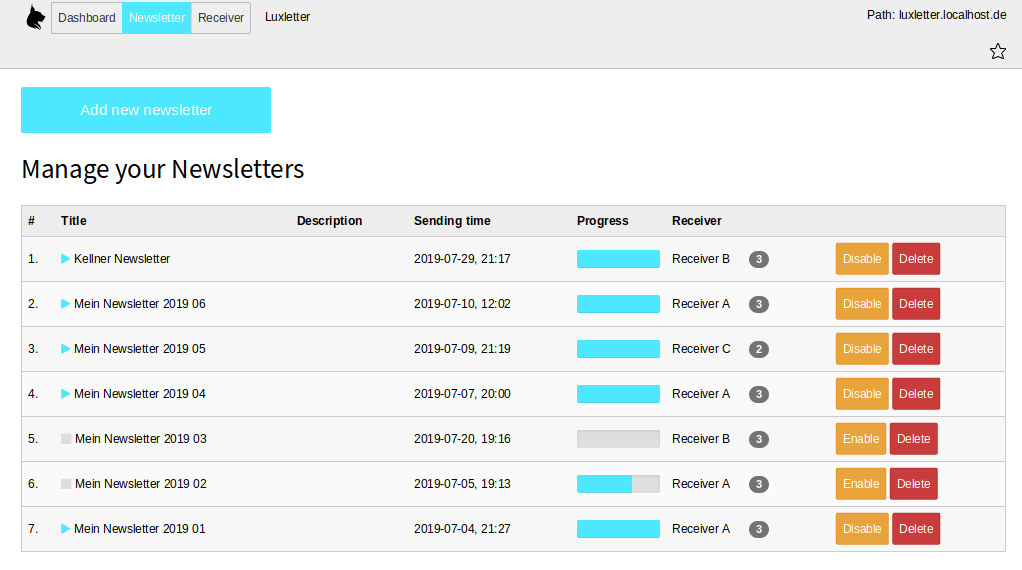 Dashboard Newsletter Receiver Luxletter Path: luxletter.localhost.de
Add new newsletter
Manage your Newsletters
# Title Description Sending time Progress Receiver
1. Kellner Newsletter 2019-07-29, 21:17 Receiver B 3 Disable Delete
2. Mein Newsletter 2019 06 2019-07-10, 12:02 Receiver A 3 Disable Delete
3. Mein Newsletter 2019 05 2019-07-09, 21:19 Receiver C 2 Disable Delete
4. Mein Newsletter 2019 04 2019-07-07, 20:00 Receiver A 3 Disable Delete
5. Mein Newsletter 2019 03 2019-07-20, 19:16 Receiver B 3 Enable Delete
6. Mein Newsletter 2019 02 2019-07-05, 19:13 Receiver A 3 Enable Delete
7. Mein Newsletter 2019 01 2019-07-04, 21:27 Receiver A 3 Disable Delete